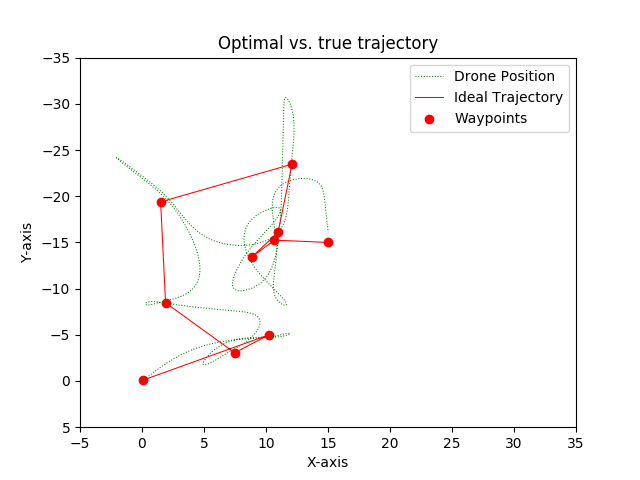 Optimal vs. true trajectory
Drone Position
Ideal Trajectory
Waypoints
−35
−30
−25
−20
−15
−10
−5
0
5
Y-axis
−5 0 5 10 15 20 25 30 35
X-axis